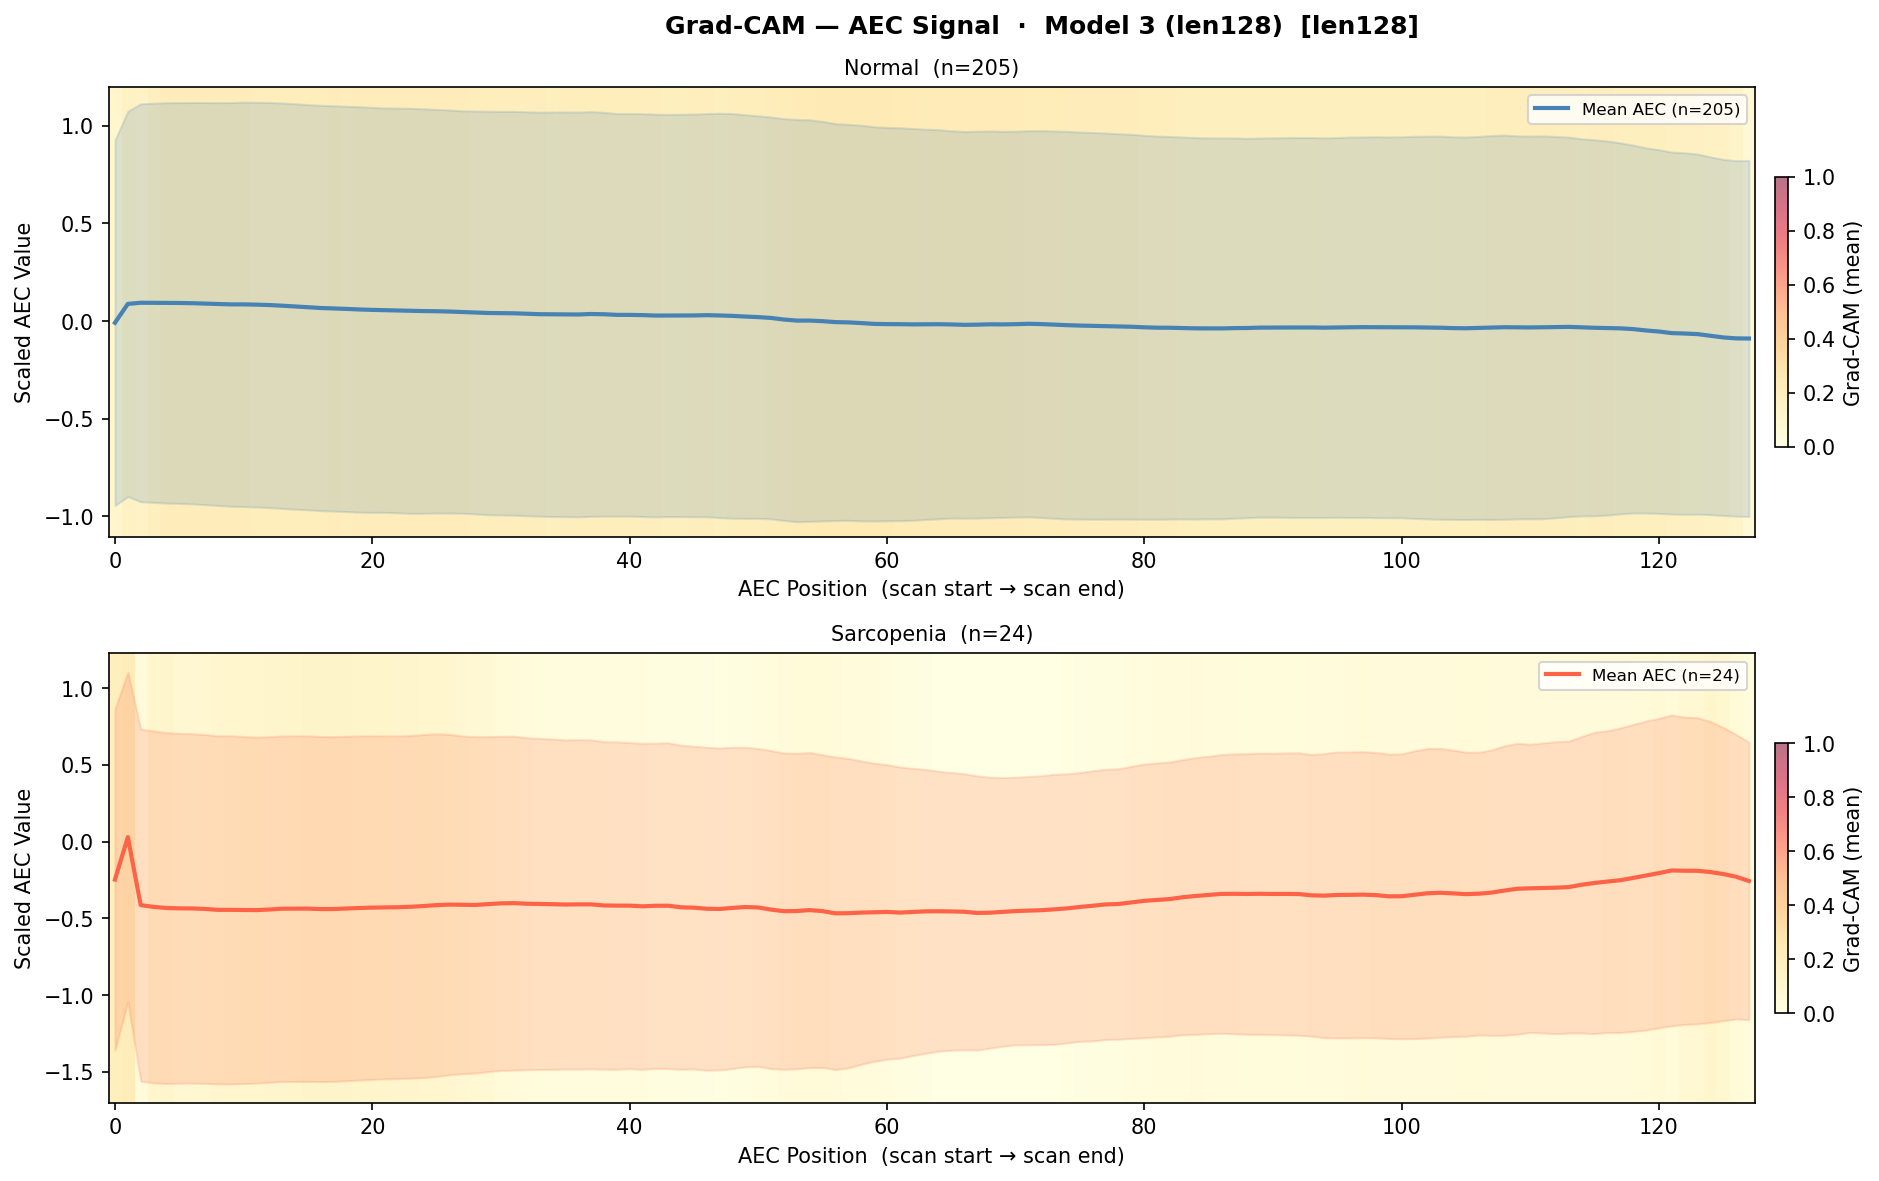 Grad-CAM — AEC Signal · Model 3 (len128) [len128]
Normal (n=205)
Mean AEC (n=205)
Scaled AEC Value
1.0
0.5
0.0
−0.5
−1.0
0 20 40 60 80 100 120
AEC Position (scan start → scan end)
1.0
0.8
0.6
0.4
0.2
0.0
Grad-CAM (mean)
Sarcopenia (n=24)
Mean AEC (n=24)
Scaled AEC Value
1.0
0.5
0.0
−0.5
−1.0
−1.5
0 20 40 60 80 100 120
AEC Position (scan start → scan end)
1.0
0.8
0.6
0.4
0.2
0.0
Grad-CAM (mean)